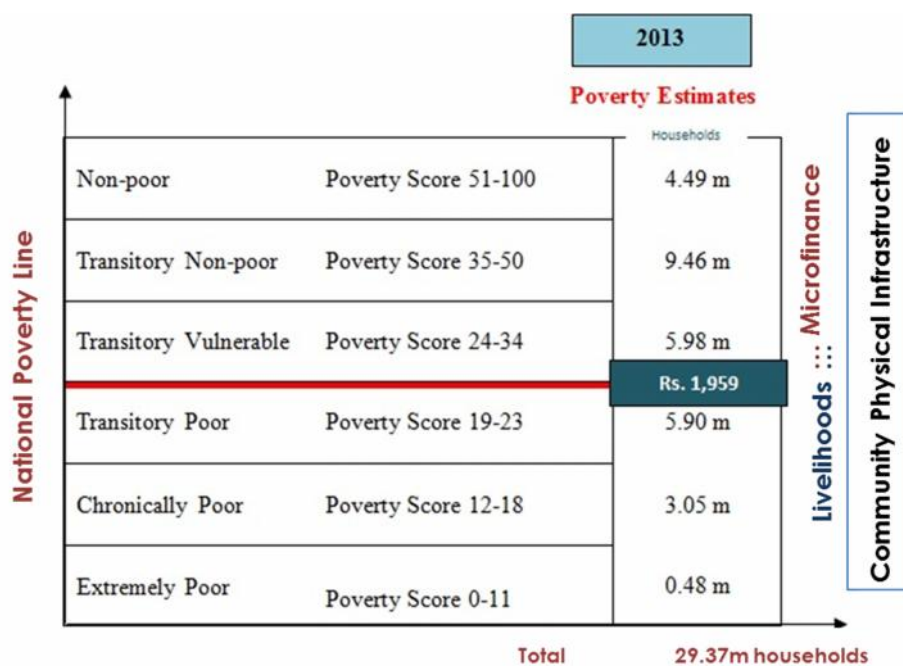 2013
Poverty Estimates
Households
Non-poor Poverty Score 51-100 4.49 m
Transitory Non-poor Poverty Score 35-50 9.46 m
Transitory Vulnerable Poverty Score 24-34 5.98 m
Rs. 1,959
Transitory Poor Poverty Score 19-23 5.90 m
Chronically Poor Poverty Score 12-18 3.05 m
Extremely Poor Poverty Score 0-11 0.48 m
Total 29.37m households
National Poverty Line
Livelihoods ::: Microfinance
Community Physical Infrastructure